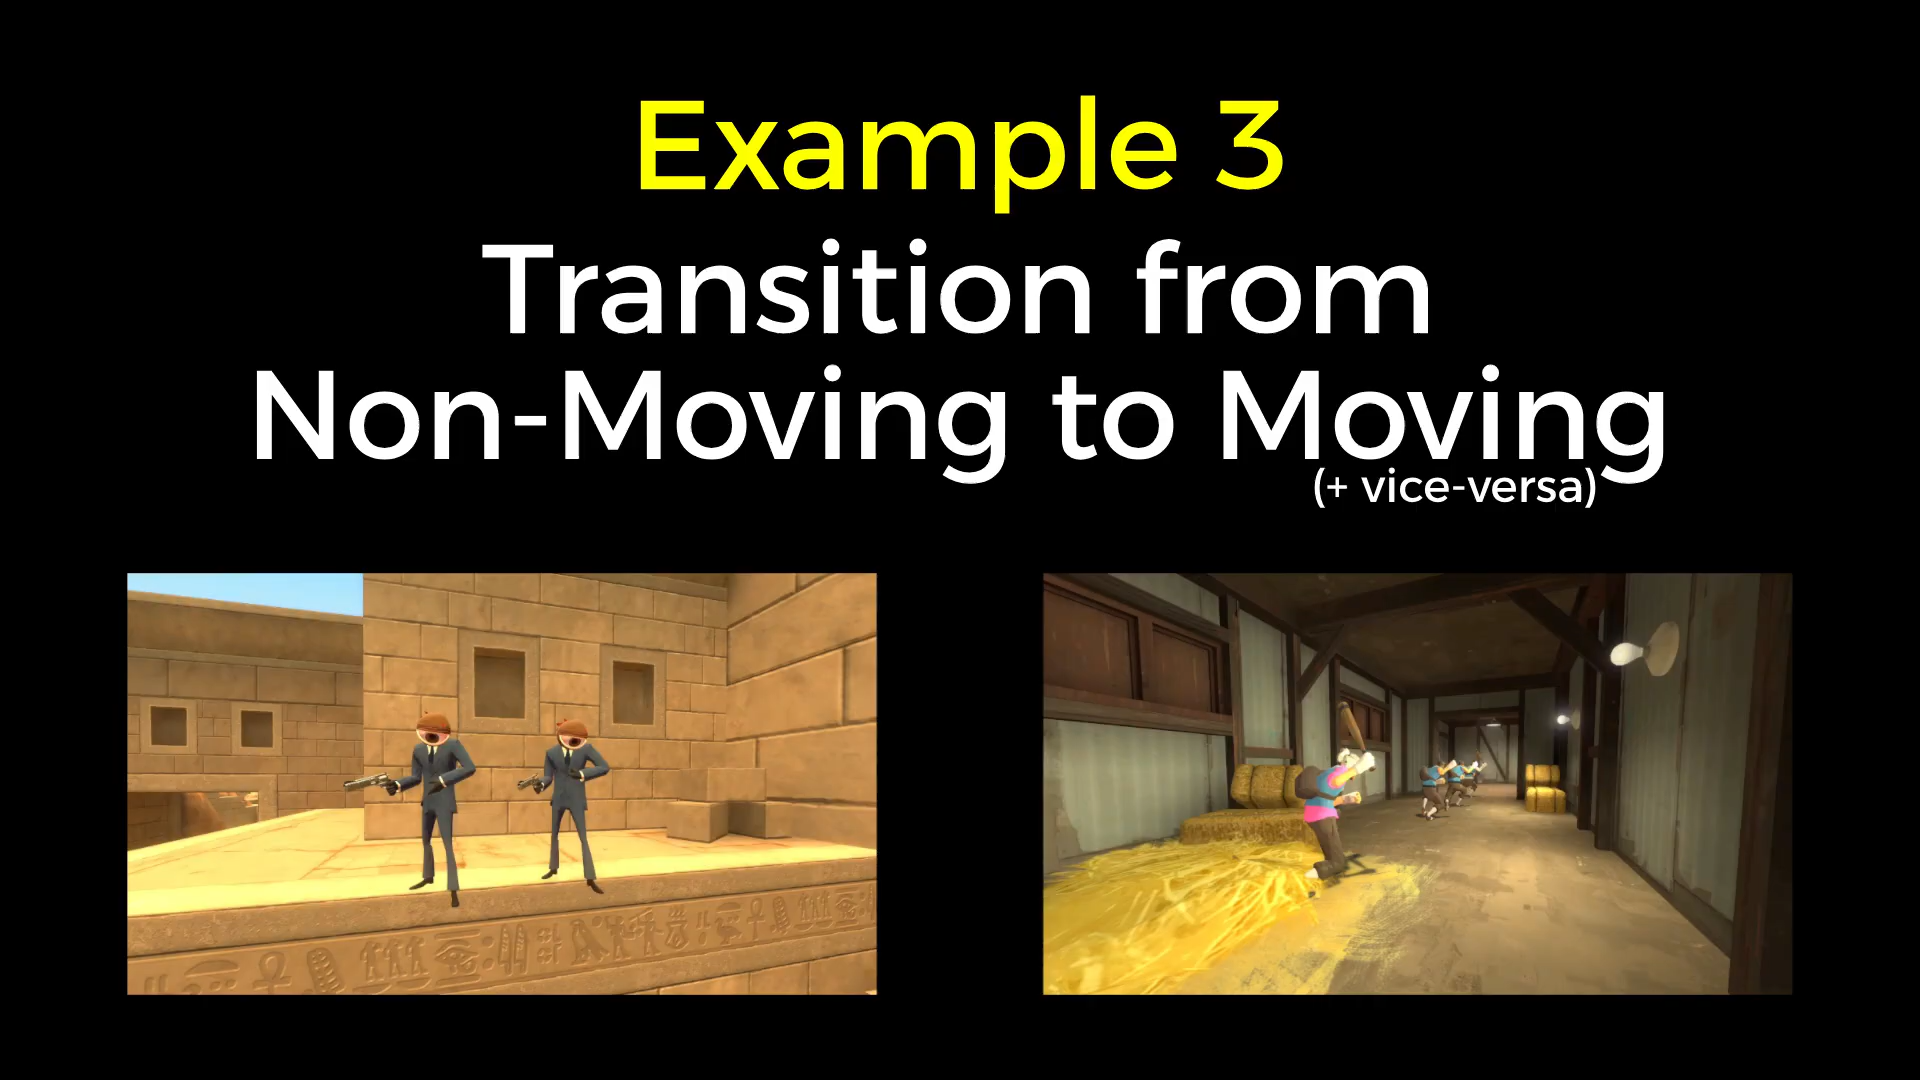 Example 3
Transition from
Non-Moving to Moving
(+ vice-versa)